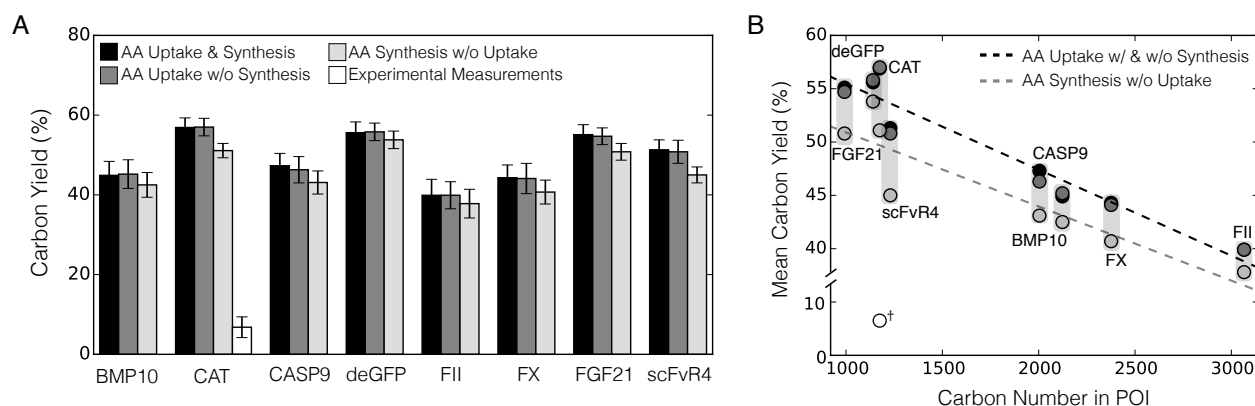 A
Carbon Yield (%)
80
60
40
20
0
AA Uptake & Synthesis
AA Uptake w/o Synthesis
AA Synthesis w/o Uptake
Experimental Measurements
BMP10 CAT CASP9 deGFP FII FX FGF21 scFvR4
B
Mean Carbon Yield (%)
60
55
50
45
40
10
0
AA Uptake w/ & w/o Synthesis
AA Synthesis w/o Uptake
deGFP
CAT
FGF21
scFvR4
CASP9
BMP10
FX
FII
†
1000 1500 2000 2500 3000
Carbon Number in POI